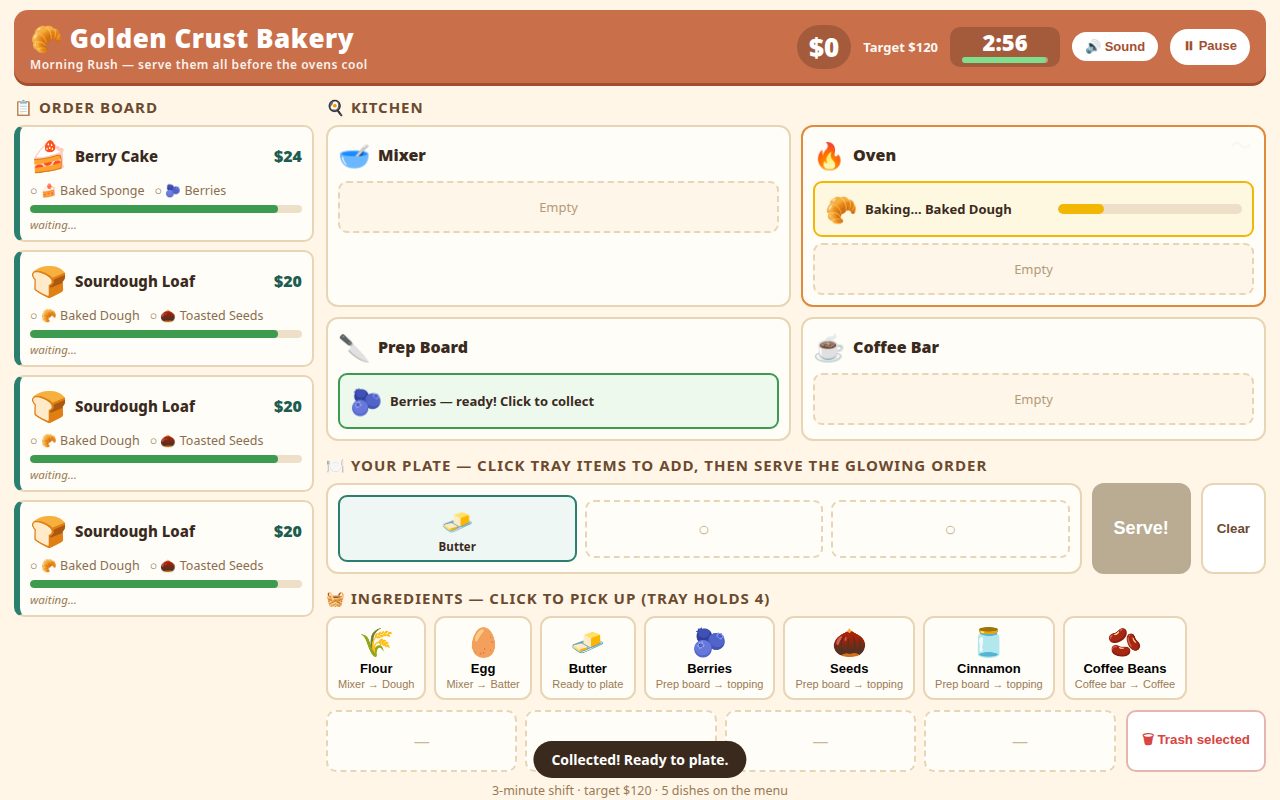 Golden Crust Bakery
Morning Rush — serve them all before the ovens cool
$0
Target $120
2:56
Sound
Pause
ORDER BOARD
Berry Cake $24
Baked Sponge Berries
waiting...
Sourdough Loaf $20
Baked Dough Toasted Seeds
waiting...
Sourdough Loaf $20
Baked Dough Toasted Seeds
waiting...
Sourdough Loaf $20
Baked Dough Toasted Seeds
waiting...
KITCHEN
Mixer
Empty
Oven
Baking... Baked Dough
Empty
Prep Board
Berries — ready! Click to collect
Coffee Bar
Empty
YOUR PLATE — CLICK TRAY ITEMS TO ADD, THEN SERVE THE GLOWING ORDER
Butter
Serve!
Clear
INGREDIENTS — CLICK TO PICK UP (TRAY HOLDS 4)
Flour
Mixer → Dough
Egg
Mixer → Batter
Butter
Ready to plate
Berries
Prep board → topping
Seeds
Prep board → topping
Cinnamon
Prep board → topping
Coffee Beans
Coffee bar → Coffee
Trash selected
Collected! Ready to plate.
3-minute shift · target $120 · 5 dishes on the menu